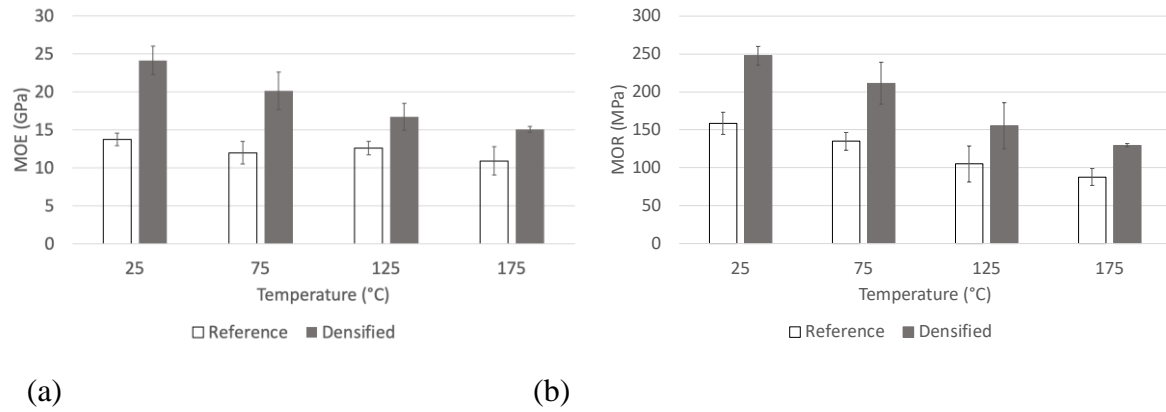 30
25
20
15
10
5
0
MOE (GPa)
25 75 125 175
Temperature (°C)
Reference Densified
(a)
300
250
200
150
100
50
0
MOR (MPa)
25 75 125 175
Temperature (°C)
Reference Densified
(b)